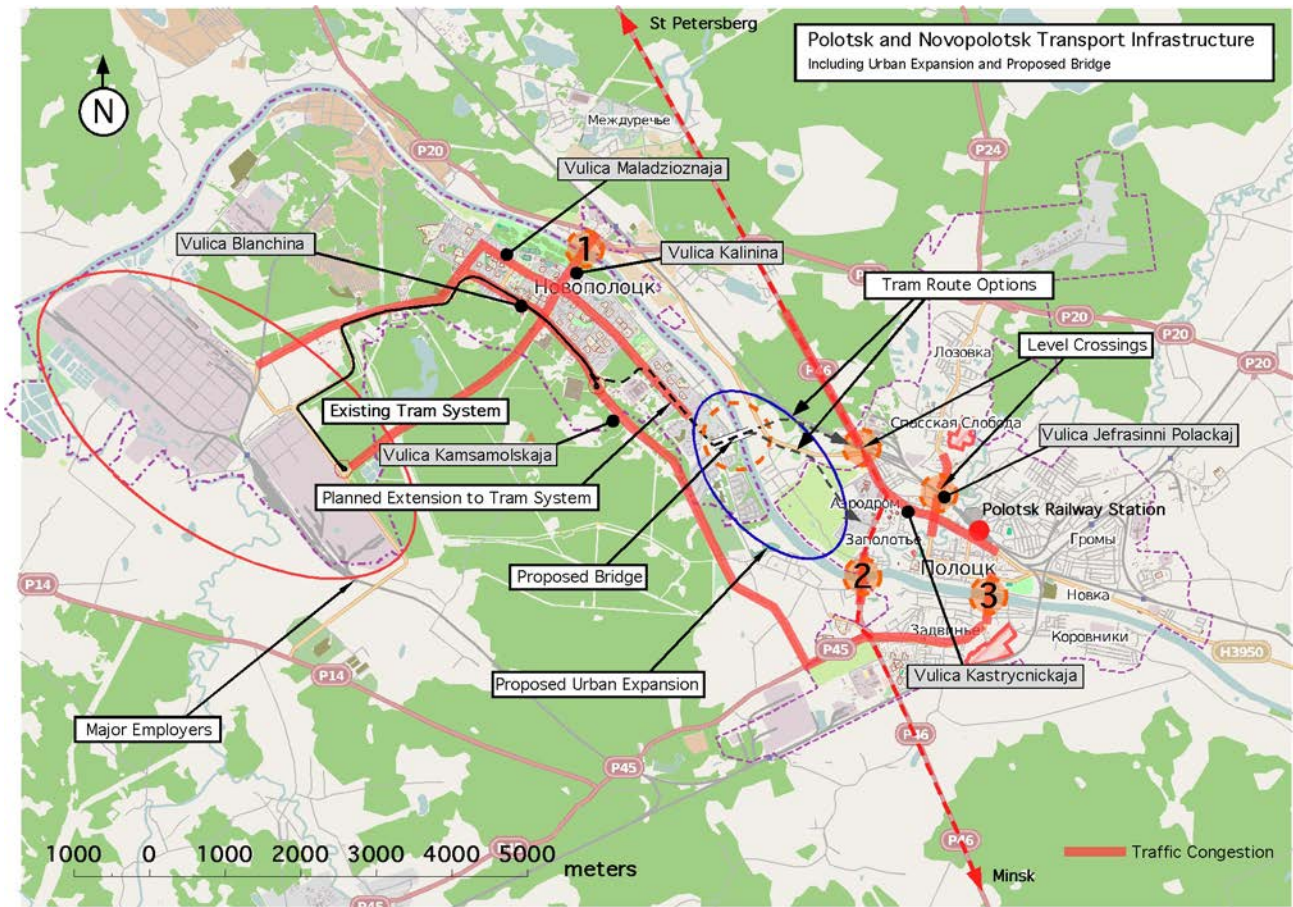 St Petersberg
Polotsk and Novopolotsk Transport Infrastructure
Including Urban Expansion and Proposed Bridge
N
Междуречье
P20
P24
Vulica Maladzioznaja
Vulica Blanchina
1
Vulica Kalinina
Новополоцк
Tram Route Options
P20
P20
P20
Level Crossings
P46
Лозовка
Existing Tram System
Спасская Слобода
Vulica Jefrasinni Polackaj
Vulica Kamsamolskaja
Planned Extension to Tram System
Аэродром
Polotsk Railway Station
Заполотье
Громы
Proposed Bridge
2
Полоцк
3
Новка
P14
Задвинье
Коровники
P45
H3950
P14
Proposed Urban Expansion
Vulica Kastrycnickaja
Major Employers
P46
P45
1000 0 1000 2000 3000 4000 5000 meters
P46
Traffic Congestion
Minsk
P45